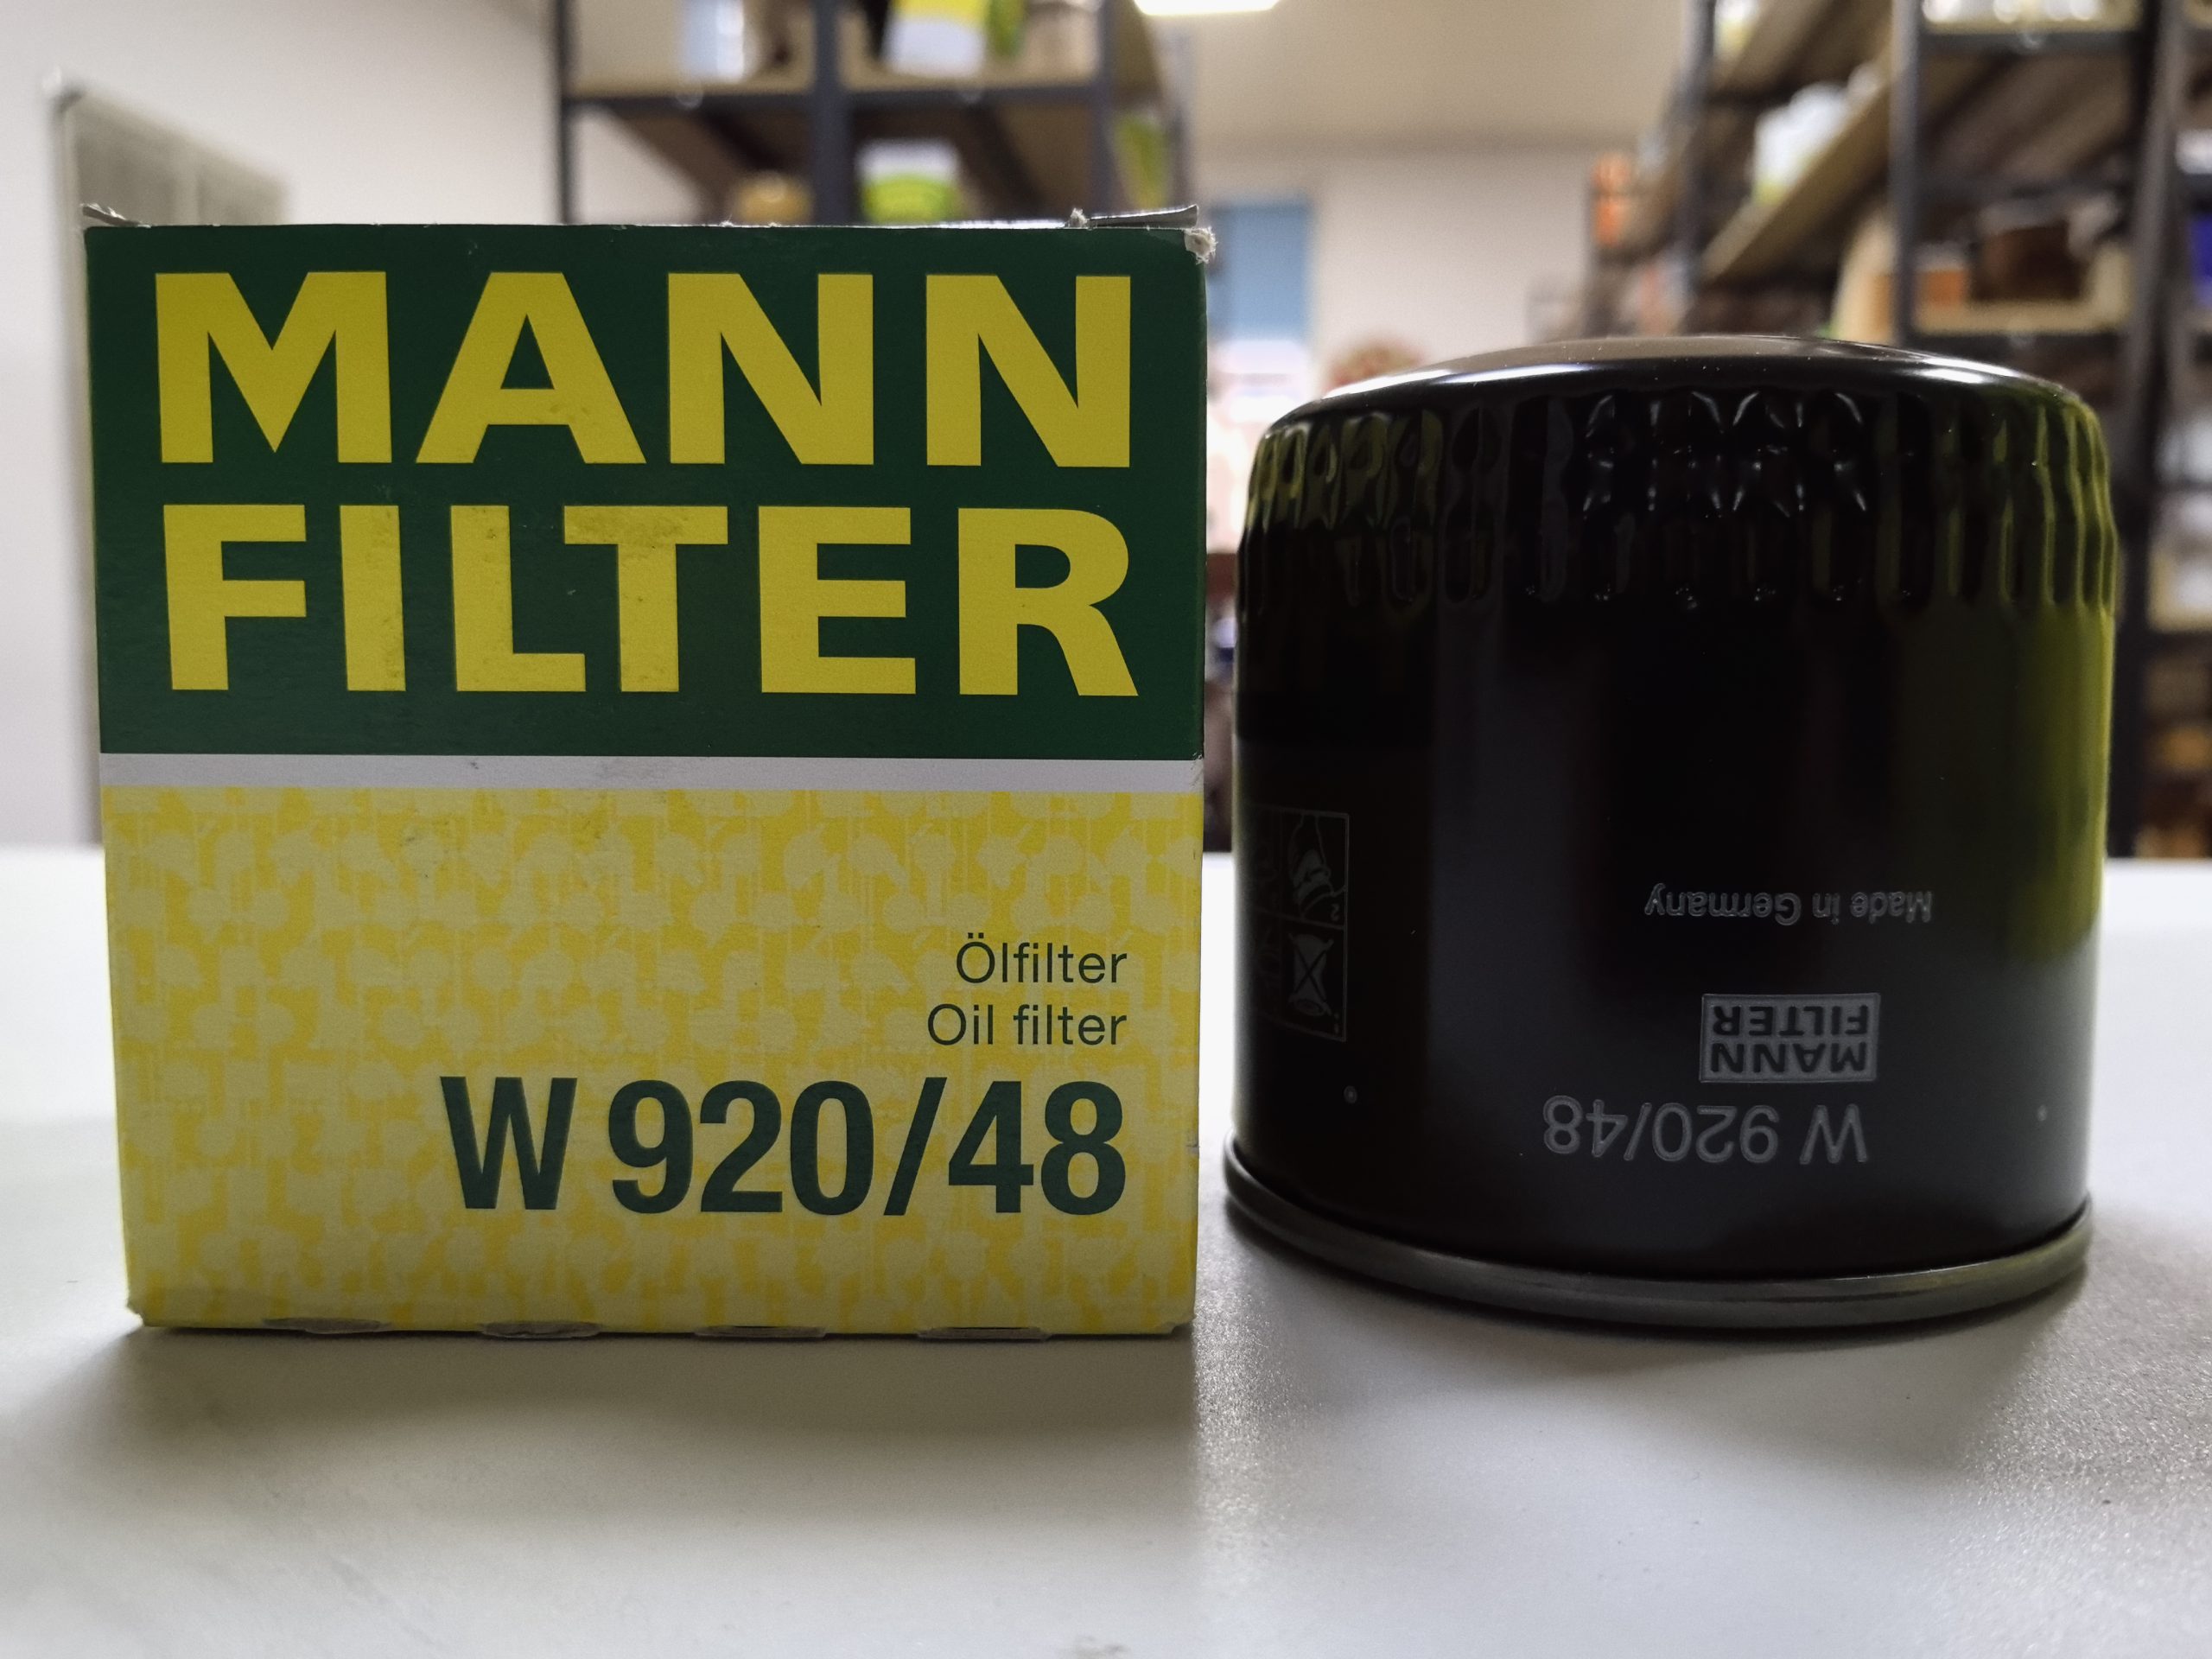 MANN
FILTER
Ölfilter
Oil filter
W 920/48
W 920/48
MANN
FILTER
Made in Germany